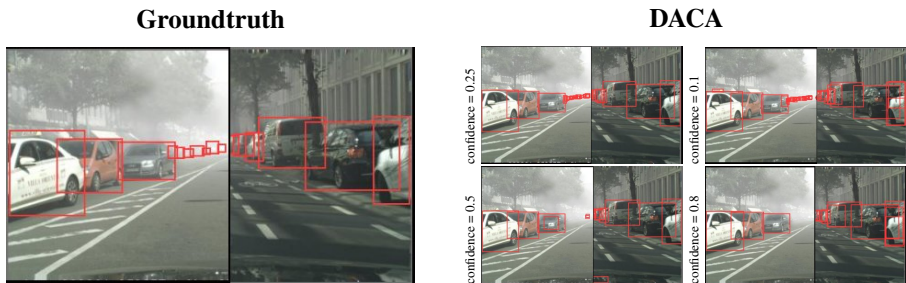 Groundtruth
DACA
confidence = 0.25
confidence = 0.1
confidence = 0.5
confidence = 0.8